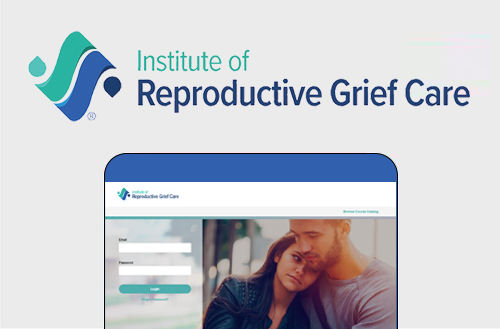 Institute of
Reproductive Grief Care
®
Institute of
Reproductive Grief Care
Browse Course Catalog
Email
Password
Login